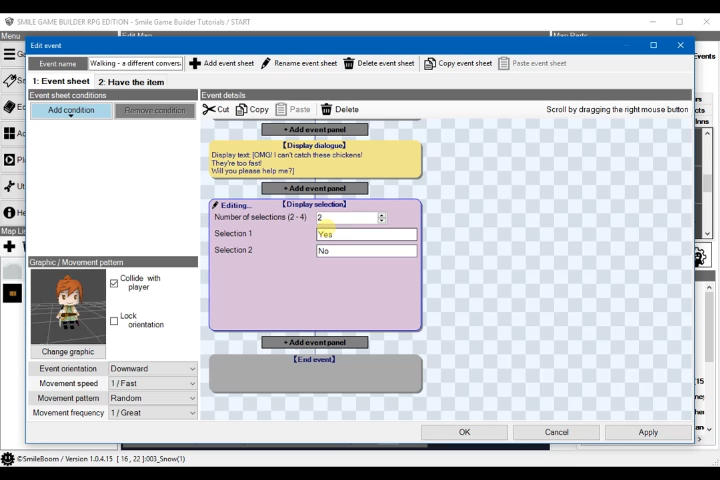 SMILE GAME BUILDER RPG EDITION - Smile Game Builder Tutorials / START
Menu
Edit Map
Map Parts
Edit event
Event name
Walking - a different convers
Add event sheet
Rename event sheet
Delete event sheet
Copy event sheet
Paste event sheet
1: Event sheet
2: Have the item
Event sheet conditions
Event details
Add condition
Remove condition
Cut
Copy
Paste
Delete
Scroll by dragging the right mouse button
+ Add event panel
【Display dialogue】
Display text: [OMG! I can't catch these chickens!
They're too fast!
Will you please help me?]
+ Add event panel
Editing...
【Display selection】
Number of selections (2 - 4)
2
Selection 1
Yes
Selection 2
No
+ Add event panel
【End event】
Graphic / Movement pattern
Collide with
player
Lock
orientation
Change graphic
Event orientation
Downward
Movement speed
1 / Fast
Movement pattern
Random
Movement frequency
1 / Great
OK
Cancel
Apply
Map Lis
©SmileBoom / Version 1.0.4.15 [ 16 , 22 ]:003_Snow(1)